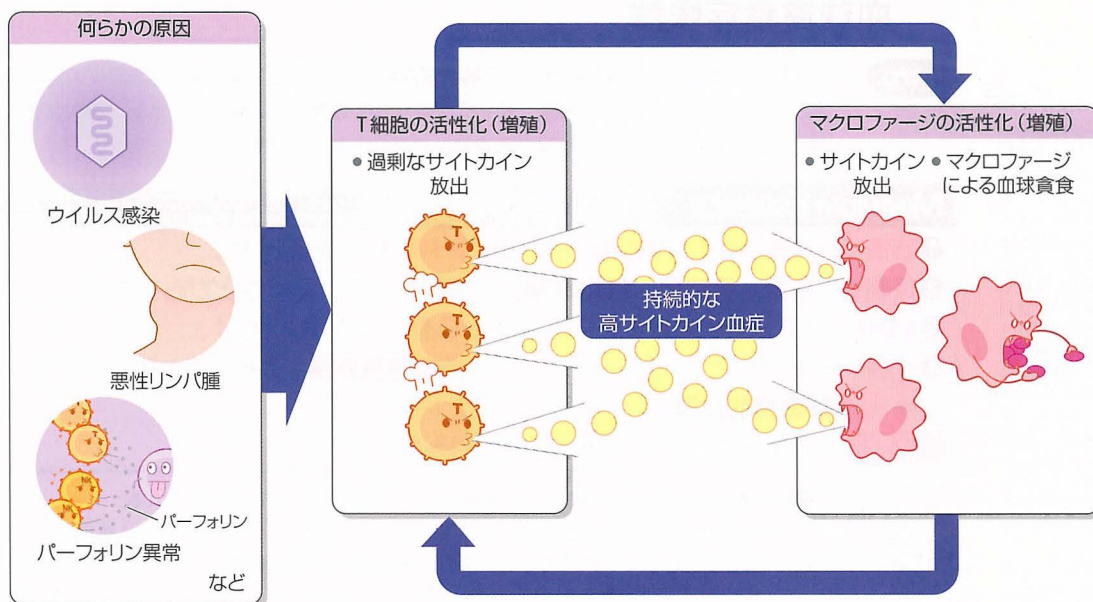 何らかの原因
ウイルス感染
悪性リンパ腫
T
T
NK
NK
パーフォリン
パーフォリン異常
など
T細胞の活性化(増殖)
●過剰なサイトカイン
放出
T
T
T
持続的な
高サイトカイン血症
マクロファージの活性化(増殖)
●サイトカイン
放出
●マクロファージ
による血球貪食